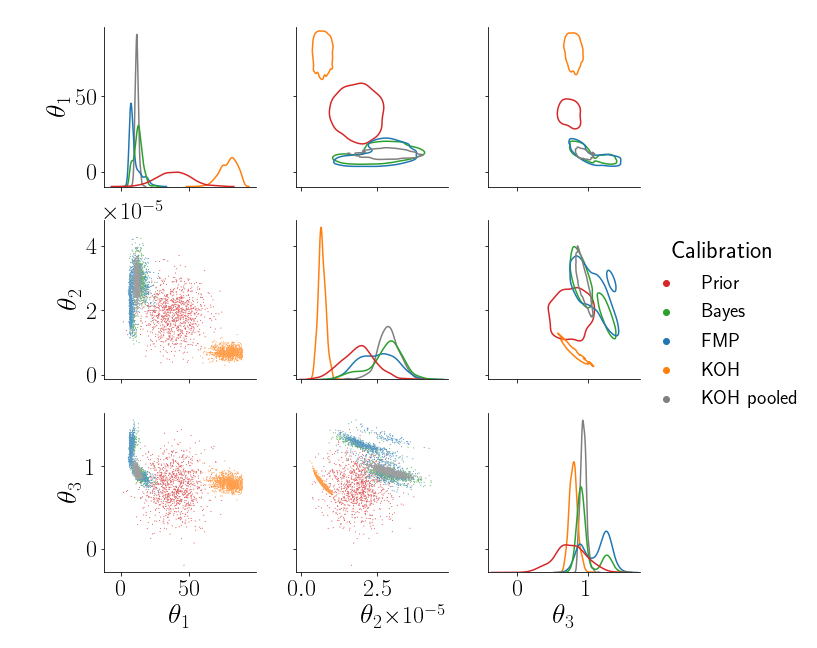 θ₁
50
0
×10⁻⁵
θ₂
4
2
0
Calibration
Prior
Bayes
FMP
KOH
KOH pooled
θ₃
1
0
0
50
0.0
2.5
0
1
θ₁
θ₂×10⁻⁵
θ₃